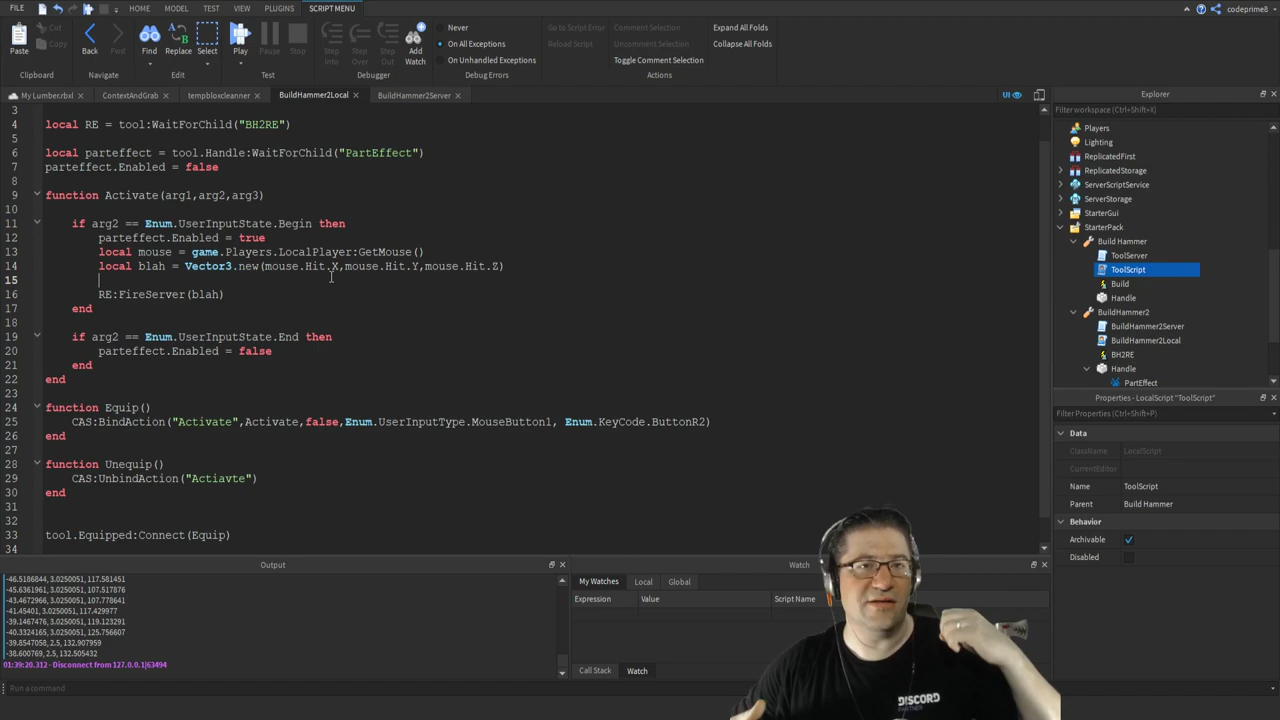 FILE HOME MODEL TEST VIEW PLUGINS SCRIPT MENU codeprime8
Paste Cut Copy Back Forward Find Replace Select Play Pause Stop Step Into Step Over Step Out Add Watch
Never
On All Exceptions
On Unhandled Exceptions
Go to Script Error
Reload Script
Comment Selection
Uncomment Selection
Toggle Comment Selection
Expand All Folds
Collapse All Folds
Clipboard Navigate Edit Test Debugger Debug Errors Actions
My Lumber.rbxl ContextAndGrab tempbloxcleanner BuildHammer2Local BuildHammer2Server UI
3
4 local RE = tool:WaitForChild("BH2RE")
5
6 local parteffect = tool.Handle:WaitForChild("PartEffect")
7 parteffect.Enabled = false
8
9 function Activate(arg1,arg2,arg3)
10
11 if arg2 == Enum.UserInputState.Begin then
12 parteffect.Enabled = true
13 local mouse = game.Players.LocalPlayer:GetMouse()
14 local blah = Vector3.new(mouse.Hit.X,mouse.Hit.Y,mouse.Hit.Z)
15
16 RE:FireServer(blah)
17 end
18
19 if arg2 == Enum.UserInputState.End then
20 parteffect.Enabled = false
21 end
22 end
23
24 function Equip()
25 CAS:BindAction("Activate",Activate,false,Enum.UserInputType.MouseButton1, Enum.KeyCode.ButtonR2)
26 end
27
28 function Unequip()
29 CAS:UnbindAction("Actiavte")
30 end
31
32
33 tool.Equipped:Connect(Equip)
34
Explorer
Filter workspace (Ctrl+Shift+X)
Players
Lighting
ReplicatedFirst
ReplicatedStorage
ServerScriptService
ServerStorage
StarterGui
StarterPack
Build Hammer
ToolServer
ToolScript
Build
Handle
BuildHammer2
BuildHammer2Server
BuildHammer2Local
BH2RE
Handle
PartEffect
Properties - LocalScript "ToolScript"
Filter Properties (Ctrl+Shift+P)
Data
ClassName LocalScript
CurrentEditor
Name ToolScript
Parent Build Hammer
Behavior
Archivable
Disabled
Output
-46.5186844, 3.0250051, 117.581451
-45.6361961, 3.0250051, 107.517876
-43.4672966, 3.0250051, 107.778641
-41.45401, 3.0250051, 117.429977
-39.1467476, 3.0250051, 119.123291
-40.3324165, 3.0250051, 125.756607
-39.8547058, 2.5, 132.907959
-38.600769, 2.5, 132.505432
01:39:20.312 - Disconnect from 127.0.0.1|63494
Watch
My Watches Local Global
Expression Value Script Name
Call Stack Watch
Run a command
DISCORD
PARTNER